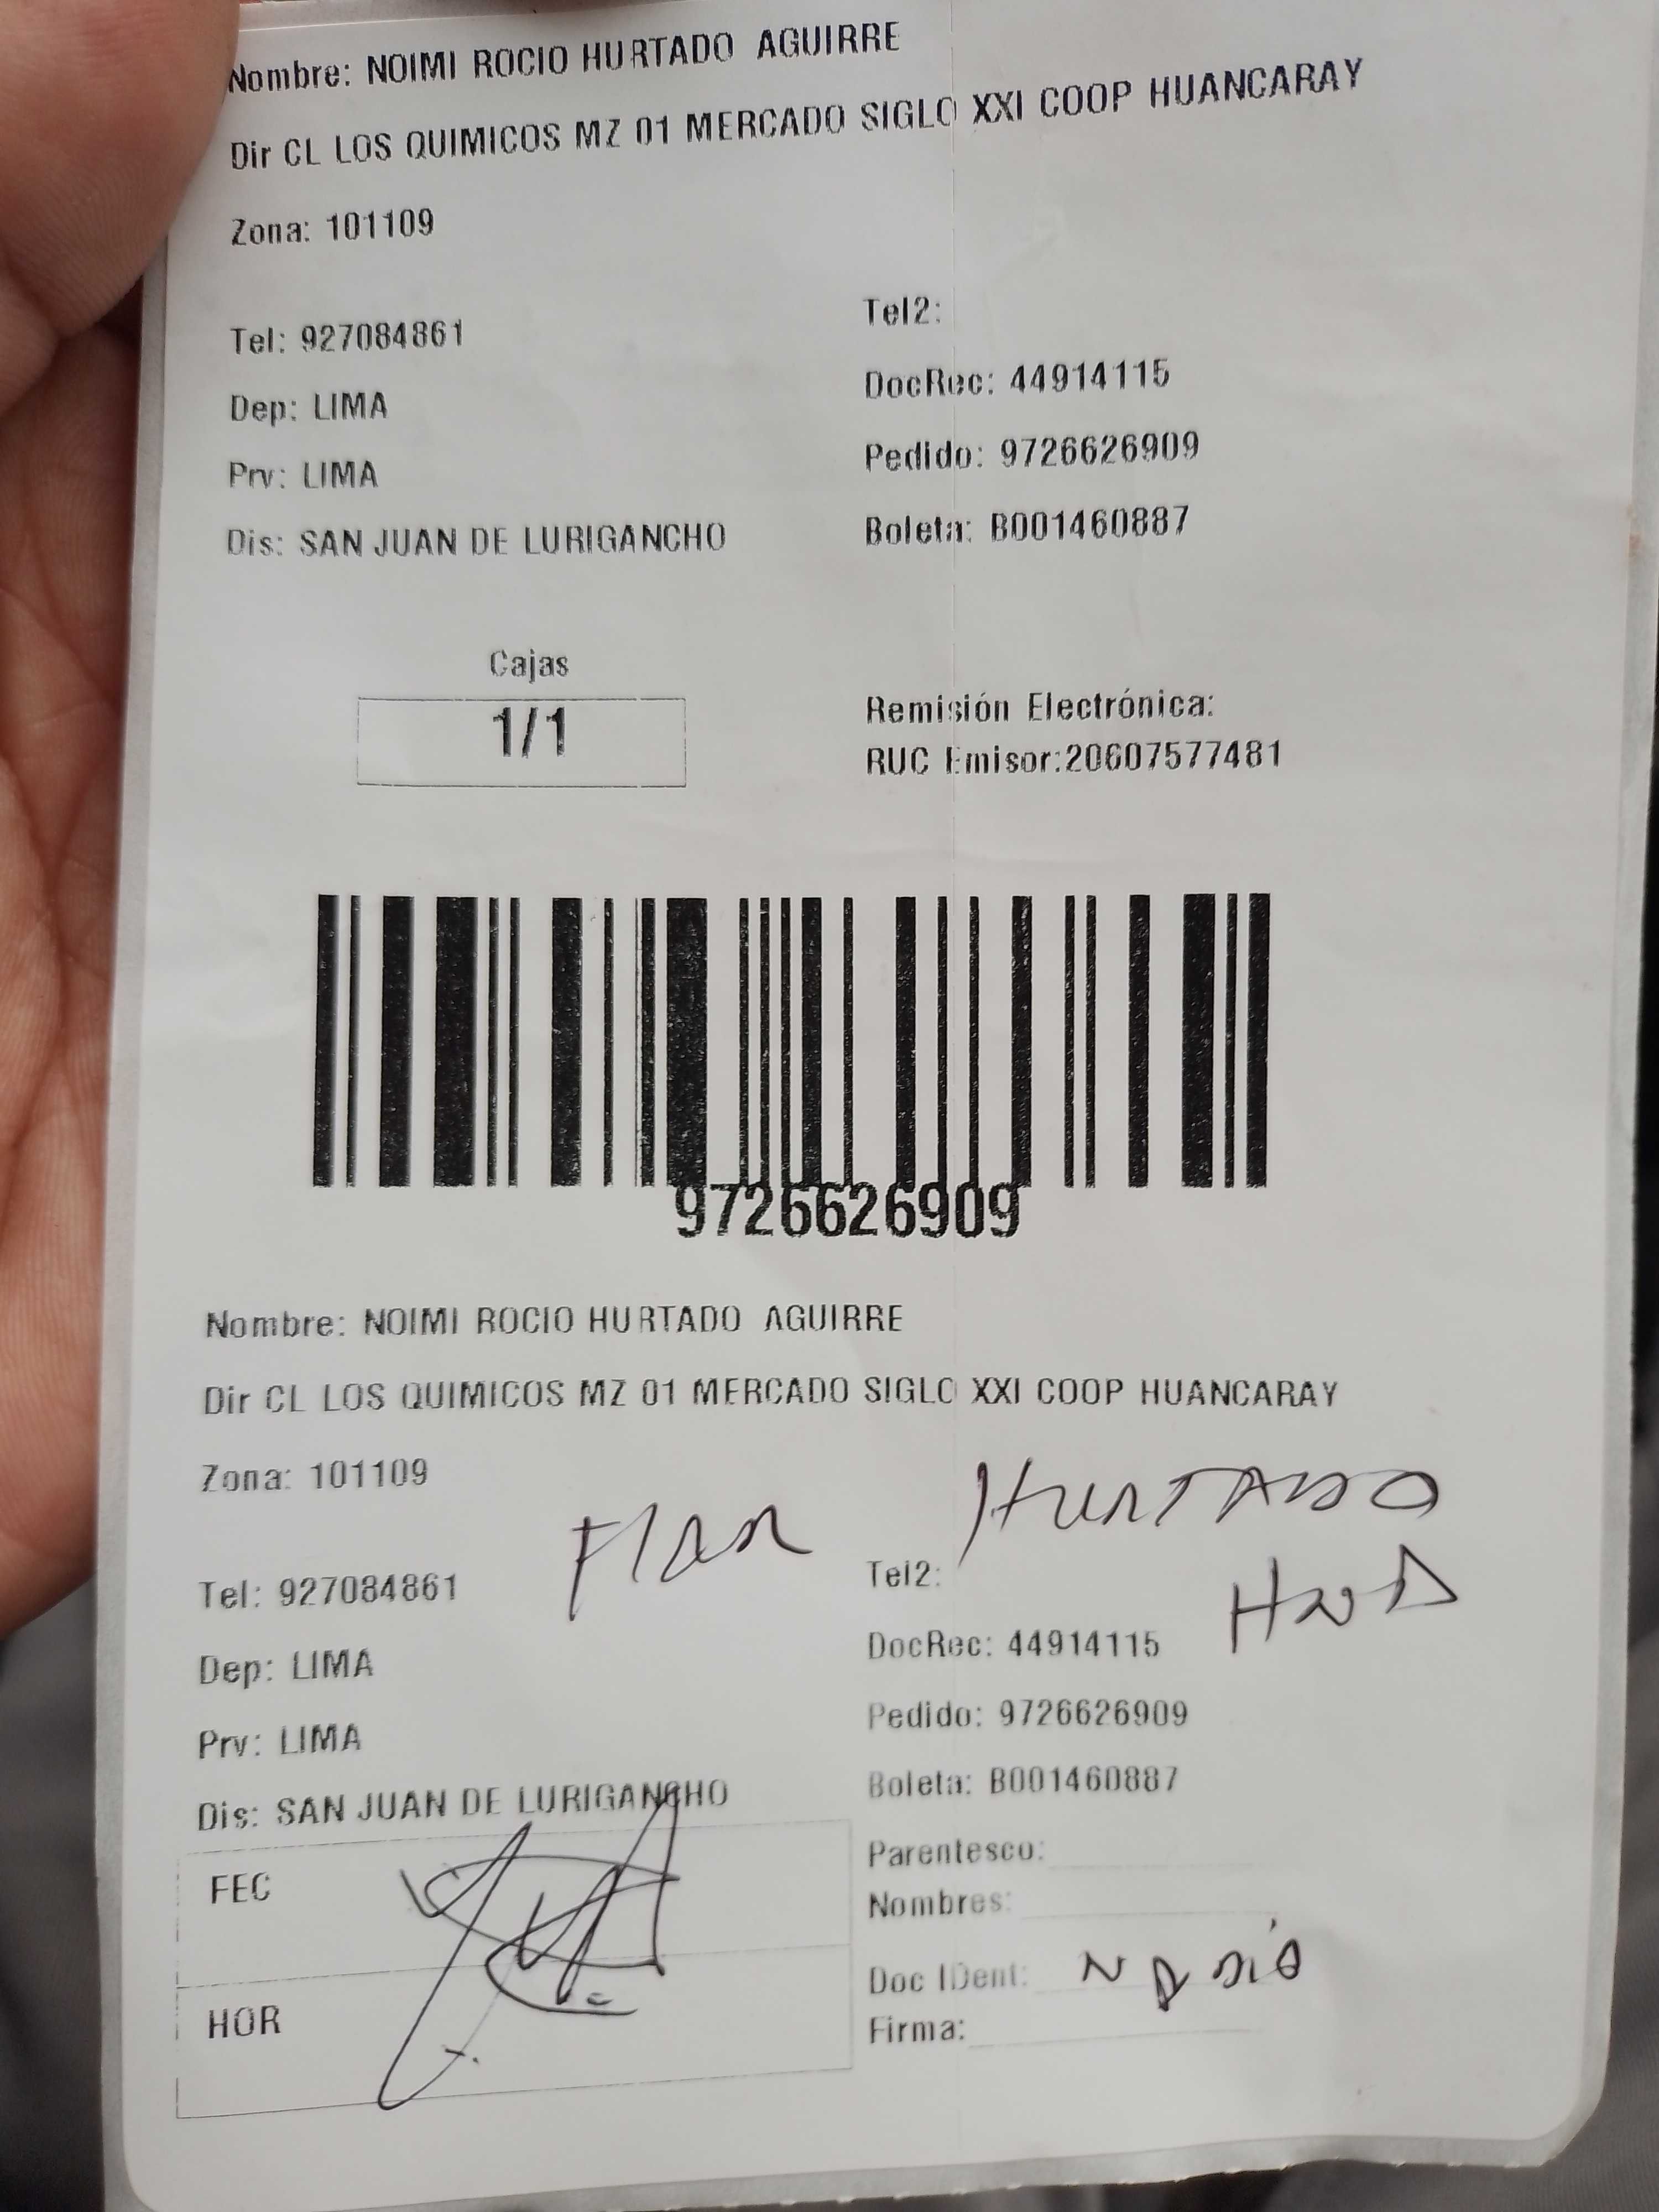 Nombre: NOIMI ROCIO HURTADO AGUIRRE
Dir CL LOS QUIMICOS MZ 01 MERCADO SIGLO XXI COOP HUANCARAY
Zona: 101109
Tel: 927084861
Tel2:
Dep: LIMA
DocRec: 44914115
Prv: LIMA
Pedido: 9726626909
Dis: SAN JUAN DE LURIGANCHO
Boleta: B001460887
Cajas
1/1
Remisión Electrónica:
RUC Emisor:20607577481
9726626909
Nombre: NOIMI ROCIO HURTADO AGUIRRE
Dir CL LOS QUIMICOS MZ 01 MERCADO SIGLO XXI COOP HUANCARAY
Zona: 101109
HURTADO
Tel: 927084861
Tel2:
Dep: LIMA
DocRec: 44914115
Prv: LIMA
Pedido: 9726626909
Dis: SAN JUAN DE LURIGANCHO
Boleta: B001460887
FEC
Parentesco:
Nombres:
Doc IDent:
HOR
Firma: